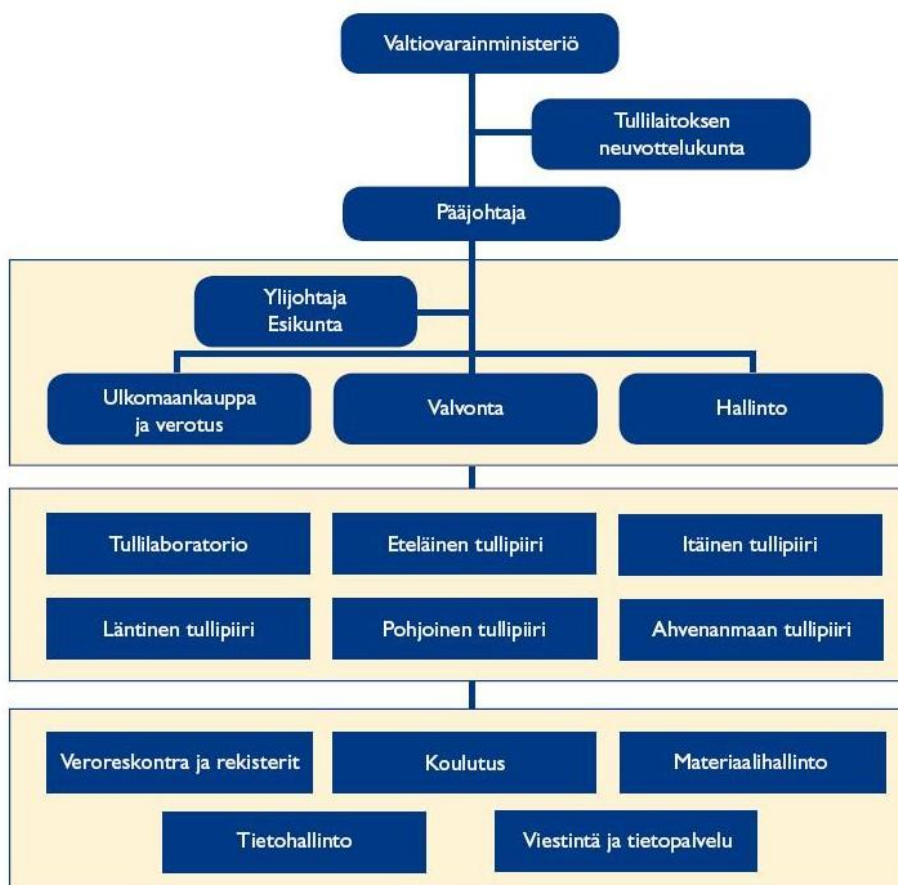 Valtiovarainministeriö
Tullilaitoksen
neuvottelukunta
Pääjohtaja
Ylijohtaja
Esikunta
Ulkomaankauppa
ja verotus
Valvonta
Hallinto
Tullilaboratorio
Eteläinen tullipiiri
Itäinen tullipiiri
Läntinen tullipiiri
Pohjoinen tullipiiri
Ahvenanmaan tullipiiri
Veroreskontra ja rekisterit
Koulutus
Materiaalihallinto
Tietohallinto
Viestintä ja tietopalvelu